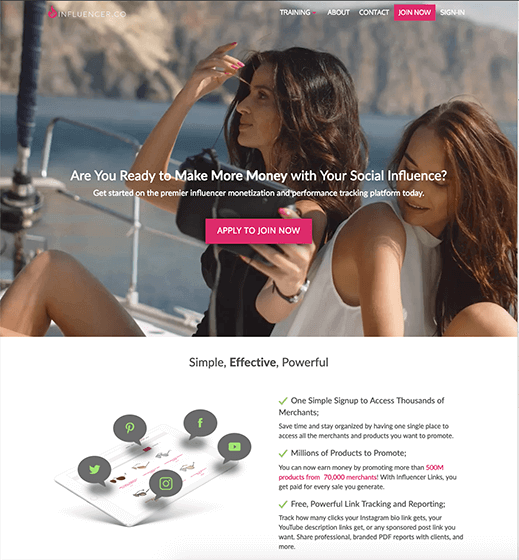 INFLUENCER.CO
TRAINING ABOUT CONTACT JOIN NOW SIGN-IN
Are You Ready to Make More Money with Your Social Influence?
Get started on the premier influencer monetization and performance tracking platform today.
APPLY TO JOIN NOW
Simple, Effective, Powerful
One Simple Signup to Access Thousands of
Merchants;
Save time and stay organized by having one single place to
access all the merchants and products you want to promote.
Millions of Products to Promote;
You can now earn money by promoting more than 500M
products from 70,000 merchants! With Influencer Links, you
get paid for every sale you generate.
Free, Powerful Link Tracking and Reporting;
Track how many clicks your Instagram bio link gets, your
YouTube description links get, or any sponsored post link you
want. Share professional, branded PDF reports with clients, and
more.